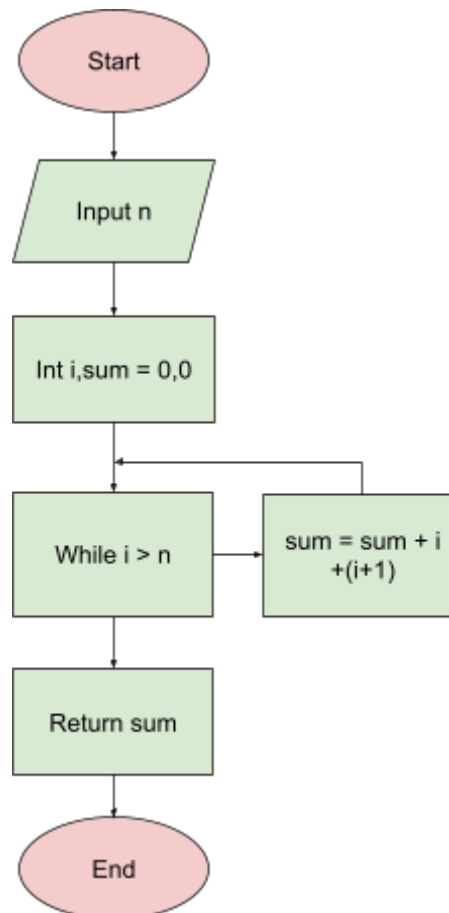 Start
Input n
Int i,sum = 0,0
While i > n
sum = sum + i
+(i+1)
Return sum
End